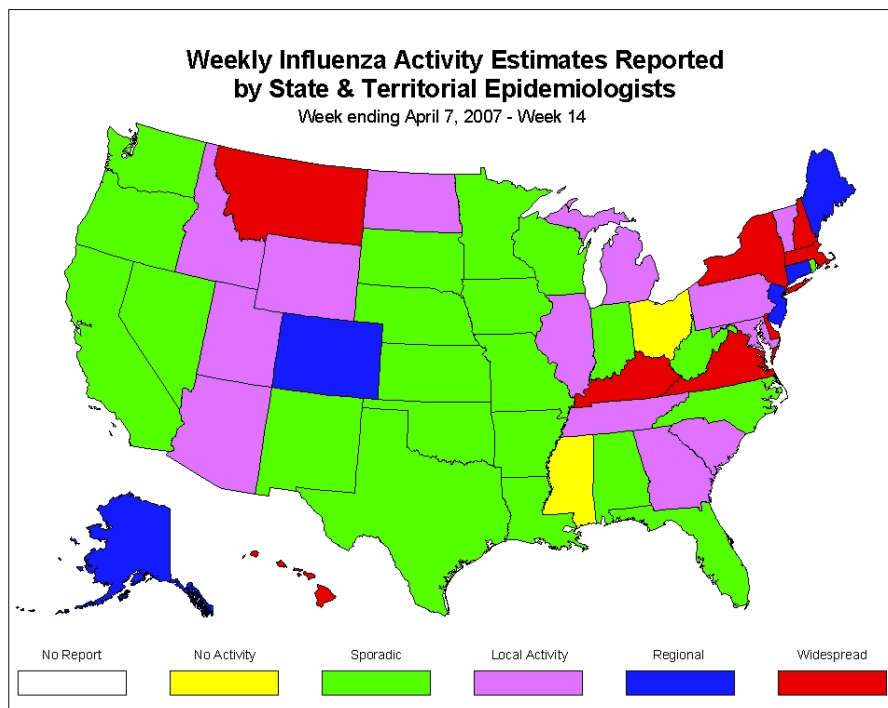 Weekly Influenza Activity Estimates Reported
by State & Territorial Epidemiologists
Week ending April 7, 2007 - Week 14
No Report
No Activity
Sporadic
Local Activity
Regional
Widespread